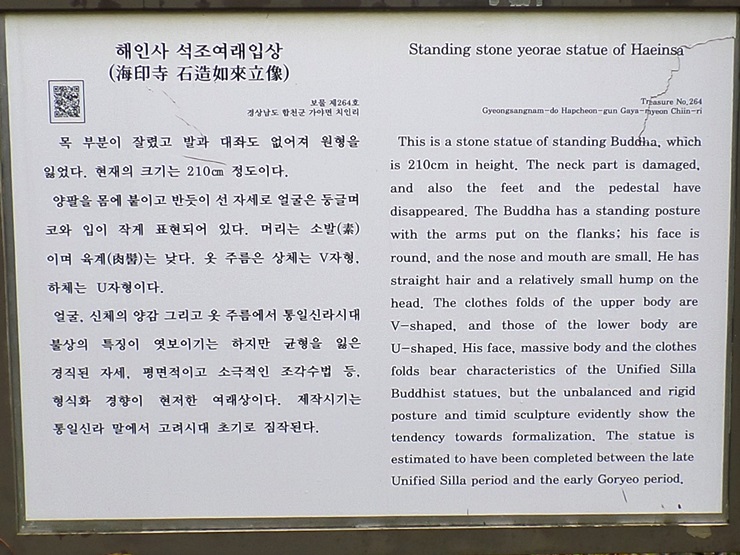 해인사 석조여래입상
(海印寺 石造如來立像)
보물 제264호
경상남도 합천군 가야면 치인리
목 부분이 잘렸고 발과 대좌도 없어져 원형을
잃었다. 현재의 크기는 210㎝ 정도이다.
양팔을 몸에 붙이고 반듯이 선 자세로 얼굴은 둥글며
코와 입이 작게 표현되어 있다. 머리는 소발(素)
이며 육계(肉髻)는 낮다. 옷 주름은 상체는 V자형,
하체는 U자형이다.
얼굴, 신체의 양감 그리고 옷 주름에서 통일신라시대
불상의 특징이 엿보이기는 하지만 균형을 잃은
경직된 자세, 평면적이고 소극적인 조각수법 등,
형식화 경향이 현저한 여래상이다. 제작시기는
통일신라 말에서 고려시대 초기로 짐작된다.
Standing stone yeorae statue of Haeinsa
Treasure No.264
Gyeongsangnam-do Hapcheon-gun Gaya-myeon Chiin-ri
This is a stone statue of standing Buddha, which
is 210cm in height. The neck part is damaged,
and also the feet and the pedestal have
disappeared. The Buddha has a standing posture
with the arms put on the flanks; his face is
round, and the nose and mouth are small. He has
straight hair and a relatively small hump on the
head. The clothes folds of the upper body are
V-shaped, and those of the lower body are
U-shaped. His face, massive body and the clothes
folds bear characteristics of the Unified Silla
Buddhist statues, but the unbalanced and rigid
posture and timid sculpture evidently show the
tendency towards formalization. The statue is
estimated to have been completed between the late
Unified Silla period and the early Goryeo period.